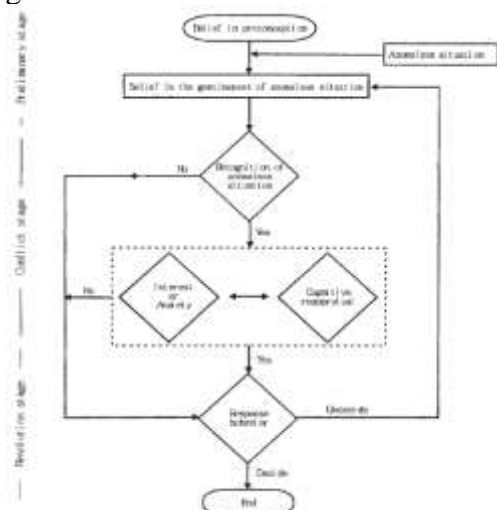 Belief in preconception
Anomalous situation
Belief in the genuineness of anomalous situation
Preliminary stage
Recognition of
anomalous
situation
No
Yes
Conflict stage
Interest
or
Anxiety
Cognitive
reappraisal
No
Yes
Resolution stage
Response
behavior
Decide
End